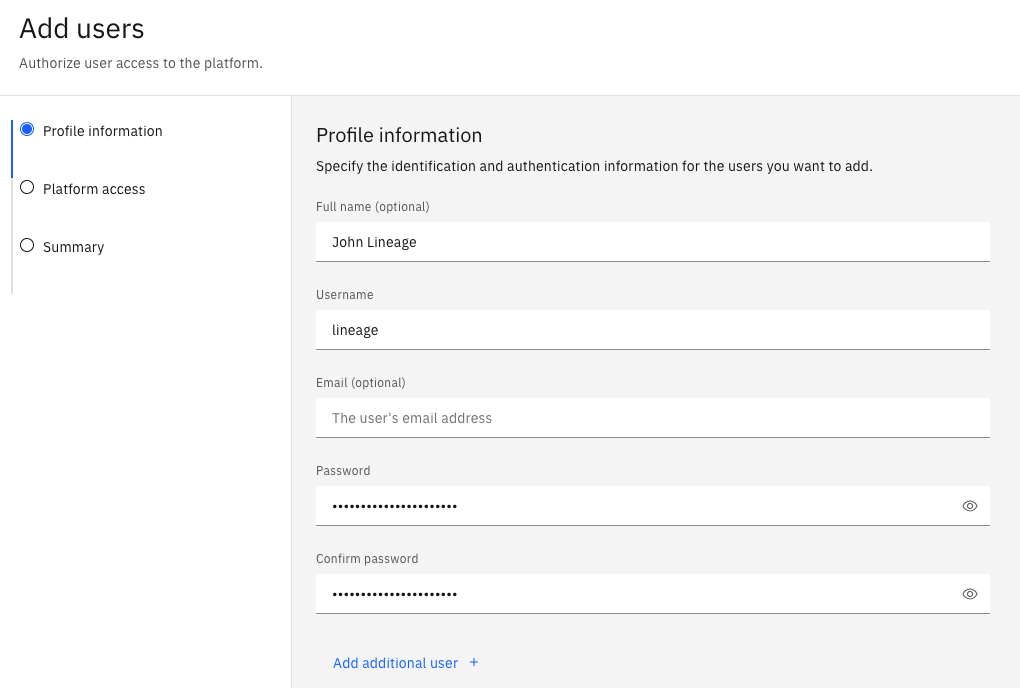 Add users
Authorize user access to the platform.
Profile information
Platform access
Summary
Profile information
Specify the identification and authentication information for the users you want to add.
Full name (optional)
John Lineage
Username
lineage
Email (optional)
The user's email address
Password
••••••••••••••••••••••
Confirm password
••••••••••••••••••••••
Add additional user +